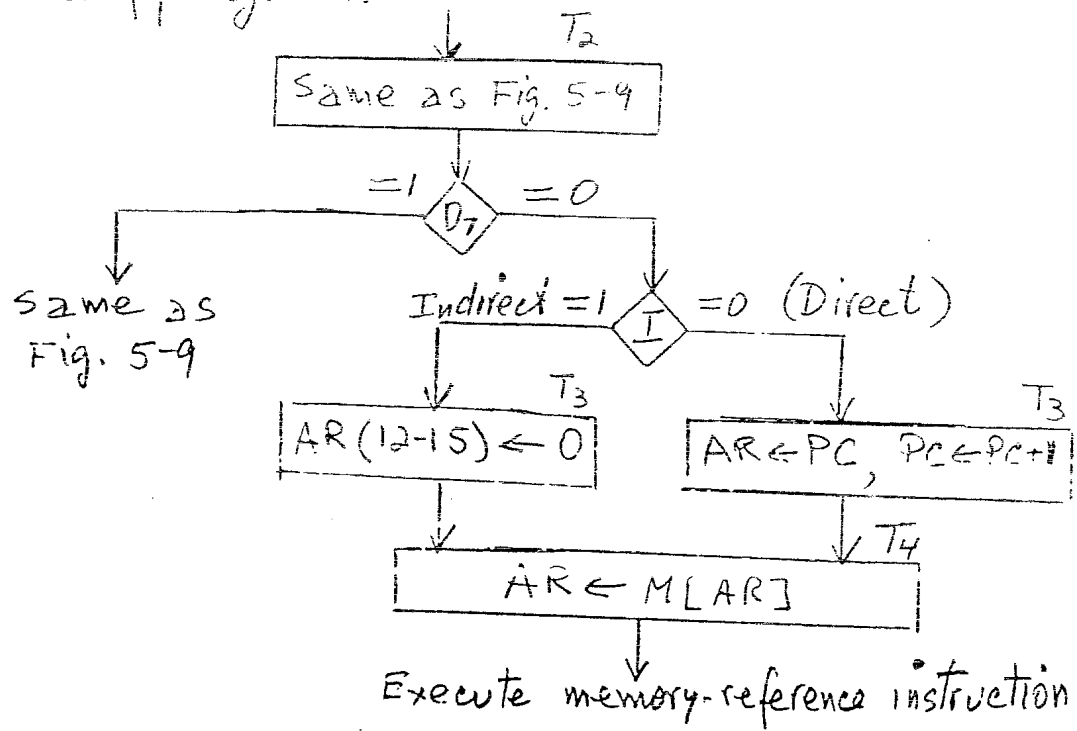 T2
Same as Fig. 5-9
=1
D7
=0
same as
Fig. 5-9
Indirect =1
I
=0 (Direct)
T3
AR(12-15) ← 0
T3
AR←PC, PC←PC+1
T4
AR ← M[AR]
Execute memory-reference instruction